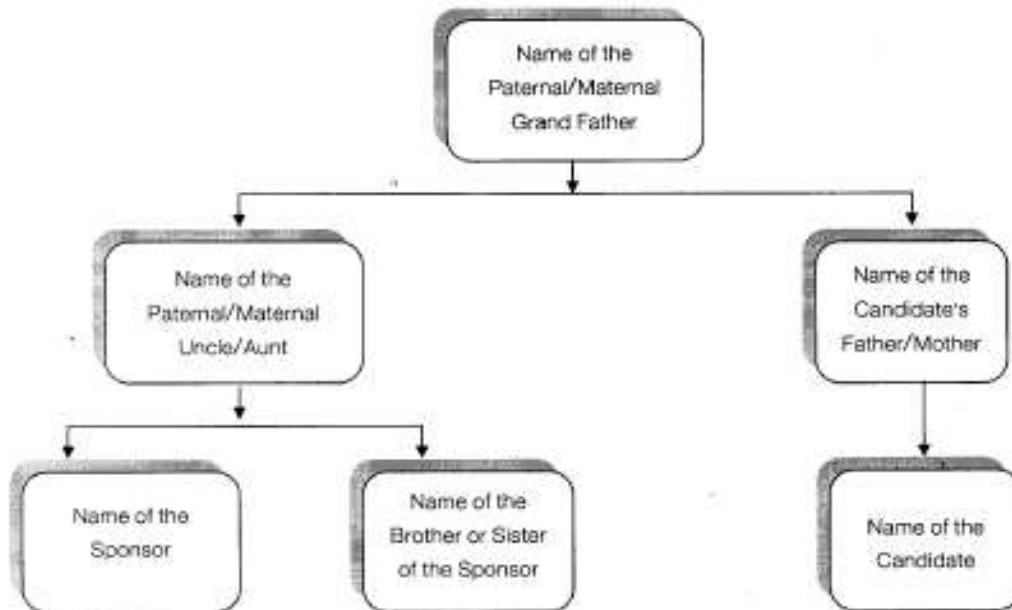 Name of the
Paternal/Maternal
Grand Father
Name of the
Paternal/Maternal
Uncle/Aunt
Name of the
Candidate's
Father/Mother
Name of the
Sponsor
Name of the
Brother or Sister
of the Sponsor
Name of the
Candidate